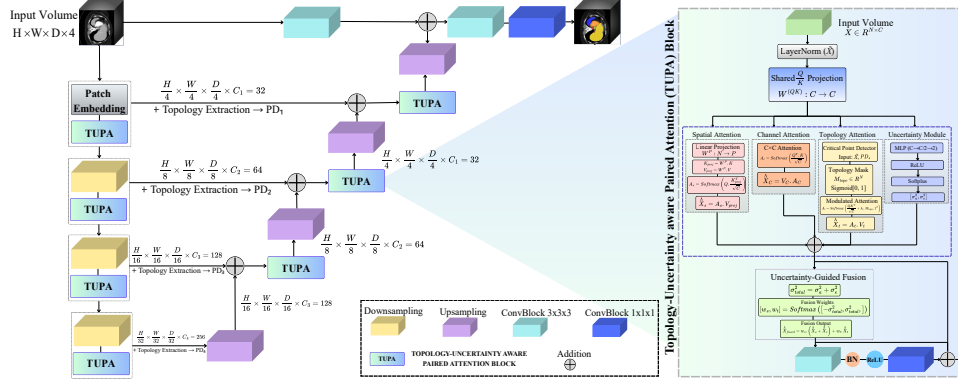 Input Volume
H×W×D×4
Patch
Embedding
TUPA
H/4 × W/4 × D/4 × C₁ = 32
+ Topology Extraction → PD₁
TUPA
H/8 × W/8 × D/8 × C₂ = 64
+ Topology Extraction → PD₂
TUPA
H/4 × W/4 × D/4 × C₁ = 32
TUPA
H/16 × W/16 × D/16 × C₃ = 128
+ Topology Extraction → PD₃
TUPA
H/8 × W/8 × D/8 × C₂ = 64
TUPA
H/16 × W/16 × D/16 × C₃ = 128
H/32 × W/32 × D/32 × C₄ = 256
+ Topology Extraction → PD₄
TUPA
TUPA
Downsampling
Upsampling
ConvBlock 3x3x3
ConvBlock 1x1x1
TUPA
TOPOLOGY-UNCERTAINTY AWARE
PAIRED ATTENTION BLOCK
Addition
Topology-Uncertainty aware Paired Attention (TUPA) Block
Input Volume
X ∈ R^{N×C}
LayerNorm (X̂)
Shared Q/K Projection
W^{(QK)} : C → C
Spatial Attention
Linear Projection
W^P : N → P
Channel Attention
C×C Attention
X̂_C = V_C. A_C
Topology Attention
Critical Point Detector
Topology Mask
Sigmoid[0, 1]
Modulated Attention
X̂_t = A_t. V_t
Uncertainty Module
MLP (C→C/2→2)
ReLU
Softplus
X̂_s = A_s. V_proj
Uncertainty-Guided Fusion
Fusion Weights
Fusion Output
BN
ReLU